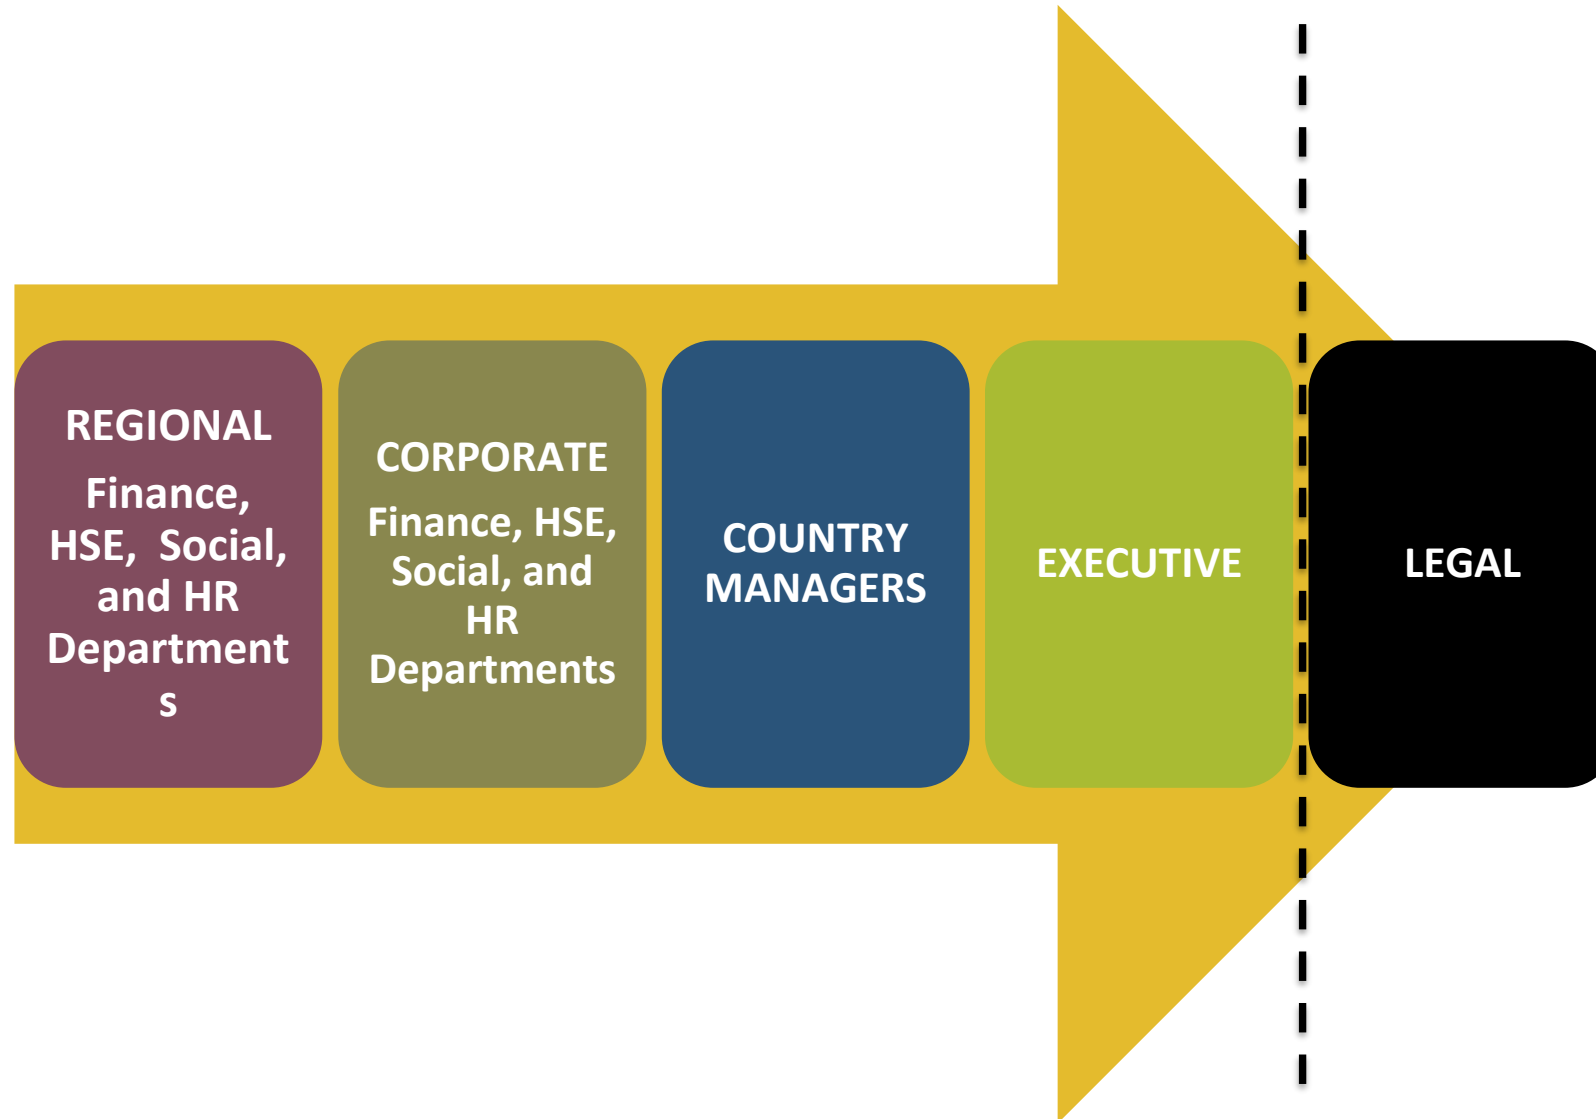 REGIONAL
Finance,
HSE,  Social,
and HR
Department
s
CORPORATE
Finance, HSE,
Social, and
HR
Departments
COUNTRY
MANAGERS
EXECUTIVE
LEGAL